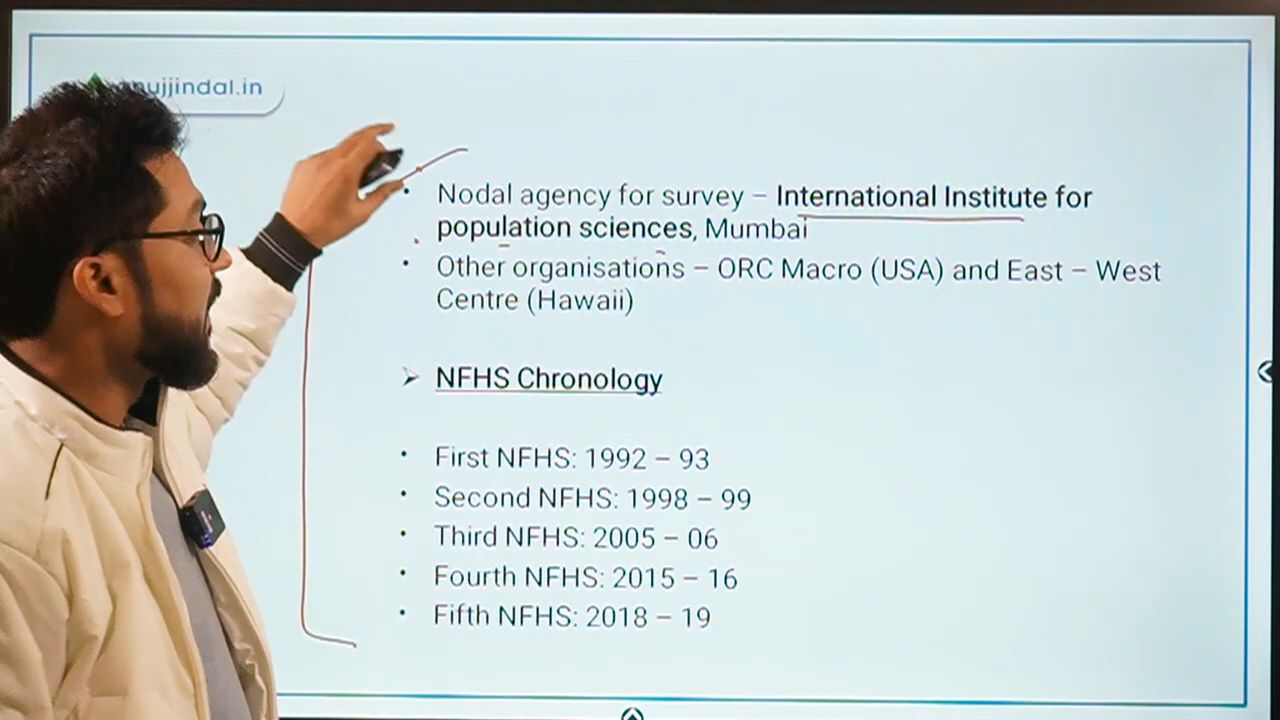 ujjindal.in
• Nodal agency for survey – International Institute for
population sciences, Mumbai
• Other organisations – ORC Macro (USA) and East – West
Centre (Hawaii)
➢ NFHS Chronology
• First NFHS: 1992 – 93
• Second NFHS: 1998 – 99
• Third NFHS: 2005 – 06
• Fourth NFHS: 2015 – 16
• Fifth NFHS: 2018 – 19